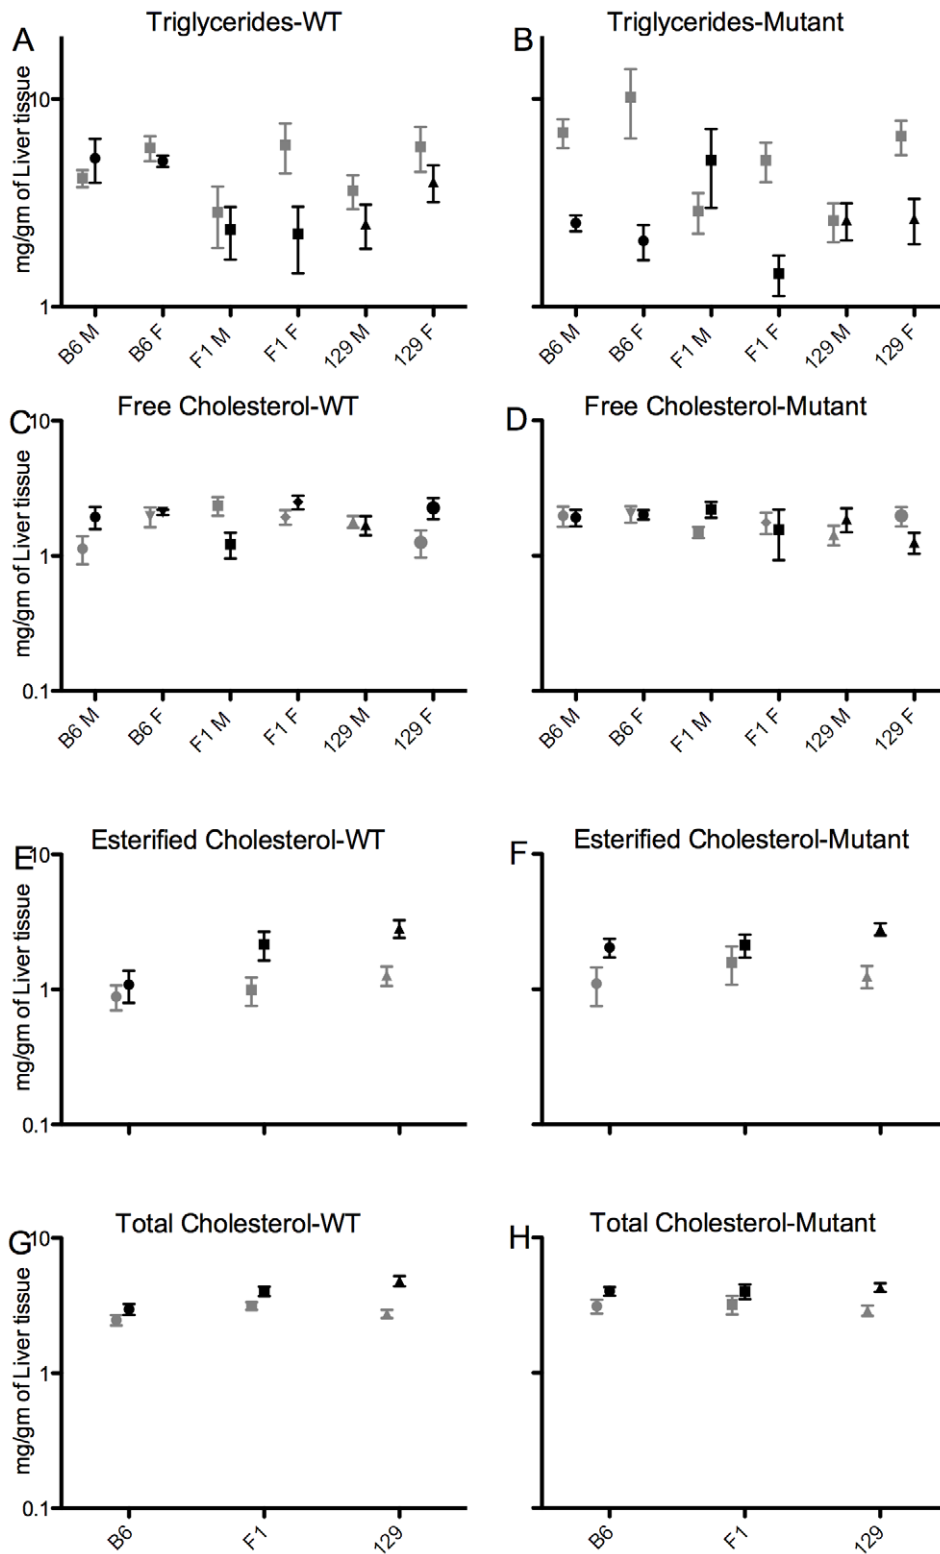 A Triglycerides-WT
B Triglycerides-Mutant
mg/gm of Liver tissue
10
1
B6 M B6 F F1 M F1 F 129 M 129 F
B6 M B6 F F1 M F1 F 129 M 129 F
C Free Cholesterol-WT
D Free Cholesterol-Mutant
mg/gm of Liver tissue
10
1
0.1
B6 M B6 F F1 M F1 F 129 M 129 F
B6 M B6 F F1 M F1 F 129 M 129 F
E Esterified Cholesterol-WT
F Esterified Cholesterol-Mutant
mg/gm of Liver tissue
10
1
0.1
G Total Cholesterol-WT
H Total Cholesterol-Mutant
mg/gm of Liver tissue
10
1
0.1
B6 F1 129
B6 F1 129